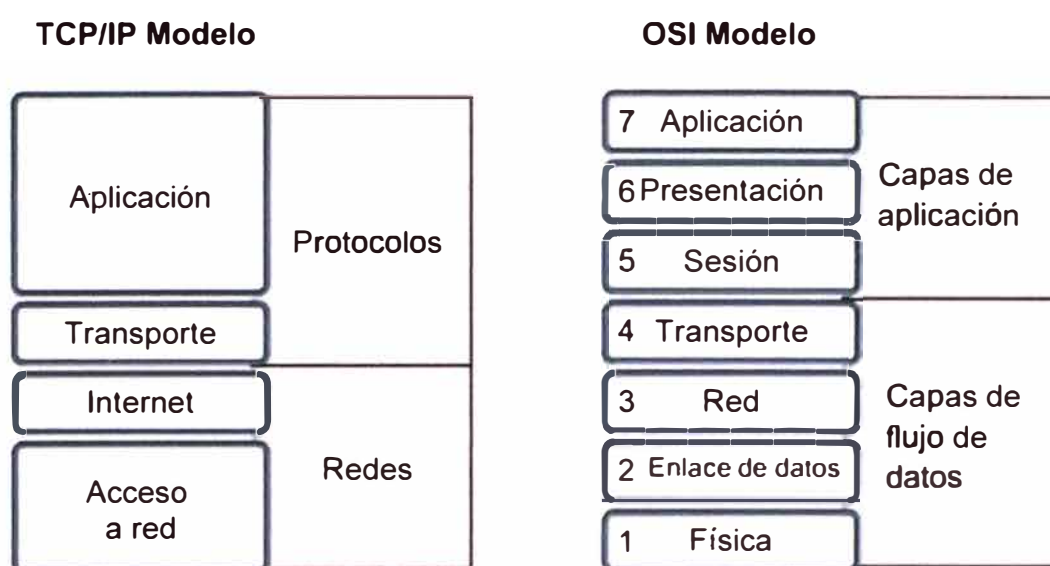 TCP/IP Modelo
Aplicación
Transporte
Internet
Acceso
a red
Protocolos
Redes
OSI Modelo
7 Aplicación
6 Presentación
5 Sesión
4 Transporte
3 Red
2 Enlace de datos
1 Física
Capas de
aplicación
Capas de
flujo de
datos